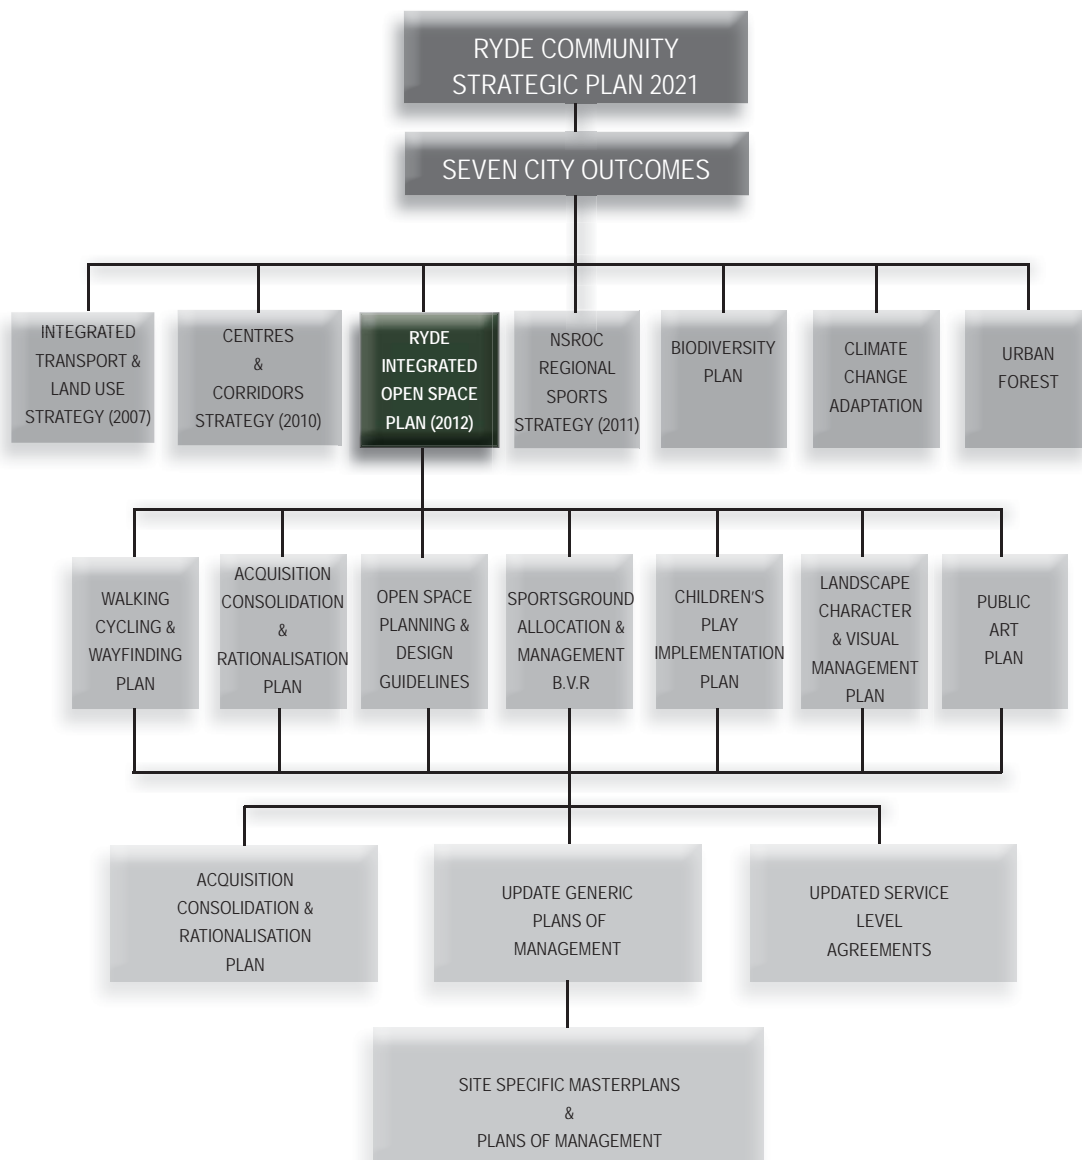 RYDE COMMUNITY
STRATEGIC PLAN 2021
SEVEN CITY OUTCOMES
INTEGRATED
TRANSPORT &
LAND USE
STRATEGY (2007)
CENTRES
&
CORRIDORS
STRATEGY (2010)
RYDE
INTEGRATED
OPEN SPACE
PLAN (2012)
NSROC
REGIONAL
SPORTS
STRATEGY (2011)
BIODIVERSITY
PLAN
CLIMATE
CHANGE
ADAPTATION
URBAN
FOREST
WALKING
CYCLING &
WAYFINDING
PLAN
ACQUISITION
CONSOLIDATION
&
RATIONALISATION
PLAN
OPEN SPACE
PLANNING &
DESIGN
GUIDELINES
SPORTSGROUND
ALLOCATION &
MANAGEMENT
B.V.R
CHILDREN'S
PLAY
IMPLEMENTATION
PLAN
LANDSCAPE
CHARACTER
& VISUAL
MANAGEMENT
PLAN
PUBLIC
ART
PLAN
ACQUISITION
CONSOLIDATION &
RATIONALISATION
PLAN
UPDATE GENERIC
PLANS OF
MANAGEMENT
UPDATED SERVICE
LEVEL
AGREEMENTS
SITE SPECIFIC MASTERPLANS
&
PLANS OF MANAGEMENT